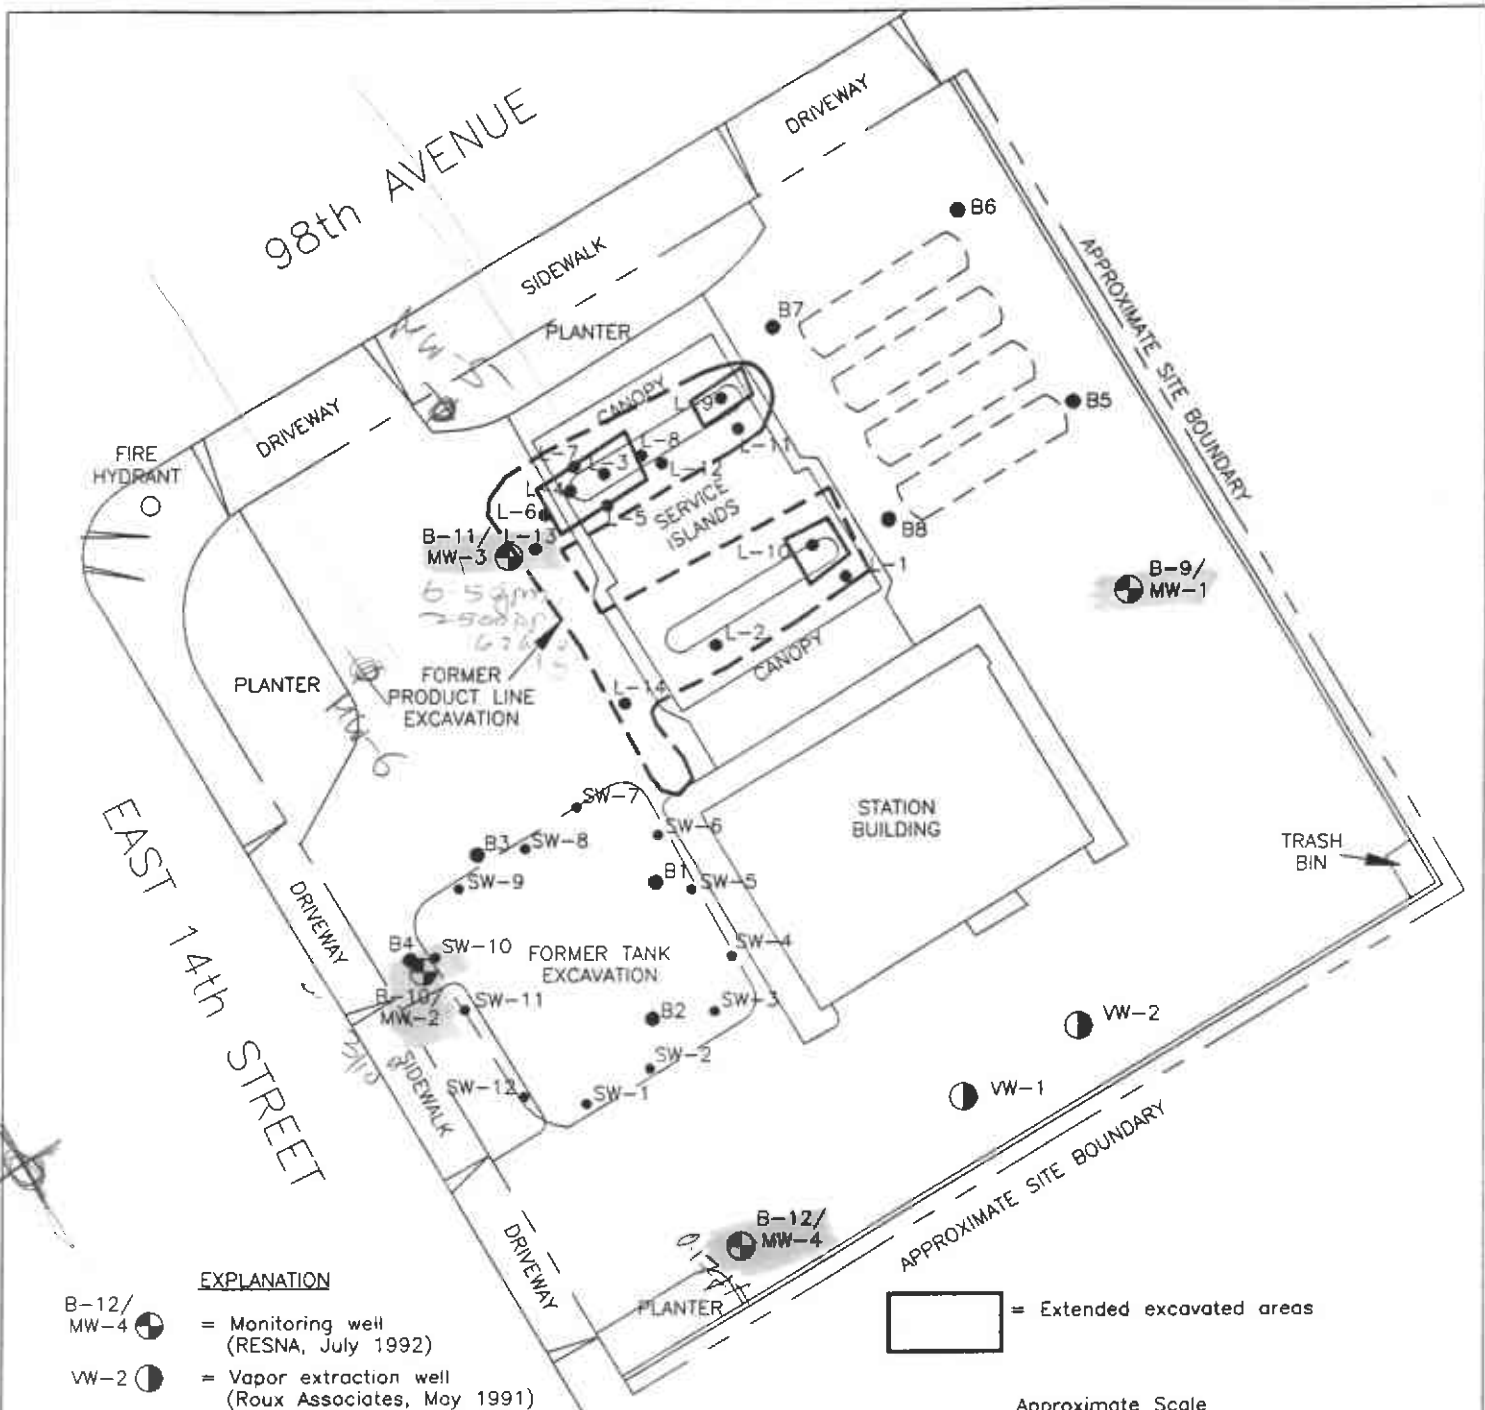 98th AVENUE
DRIVEWAY
SIDEWALK
PLANTER
B6
APPROXIMATE SITE BOUNDARY
B7
MW-5
DRIVEWAY
FIRE
HYDRANT
CANOPY
L-9
B5
L-11
L-8
L-7
L-3
L-12
L-4
L-5
L-6
SERVICE
ISLANDS
B8
B-11/
MW-3
L-13
L-10
L-1
B-9/
MW-1
L-2
CANOPY
PLANTER
FORMER
PRODUCT LINE
EXCAVATION
L-14
MW-6
EAST 14th STREET
SW-7
SW-6
STATION
BUILDING
TRASH
BIN
B3
SW-8
B1
SW-5
SW-9
DRIVEWAY
B4
SW-10
FORMER TANK
EXCAVATION
SW-4
B-10/
MW-2
SW-11
B2
SW-3
VW-2
SIDEWALK
SW-2
SW-12
SW-1
VW-1
APPROXIMATE SITE BOUNDARY
B-12/
MW-4
DRIVEWAY
PLANTER
EXPLANATION
B-12/
MW-4
= Monitoring well
(RESNA, July 1992)
VW-2
= Vapor extraction well
(Roux Associates, May 1991)
= Extended excavated areas
Approximate Scale